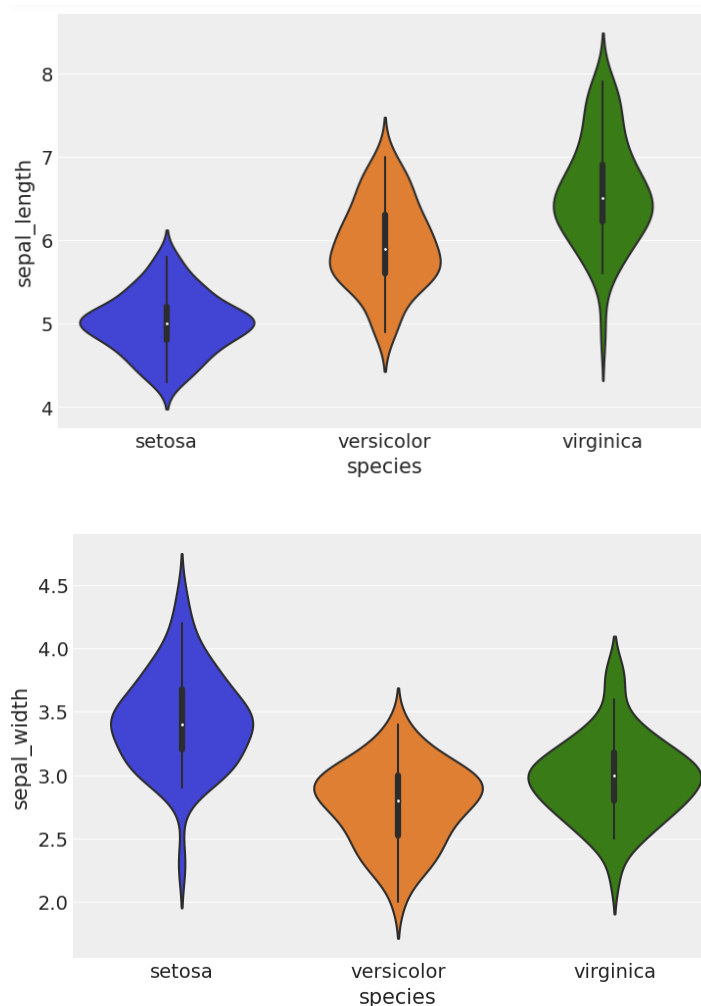 sepal_length
8
7
6
5
4
setosa versicolor virginica
species
sepal_width
4.5
4.0
3.5
3.0
2.5
2.0
setosa versicolor virginica
species